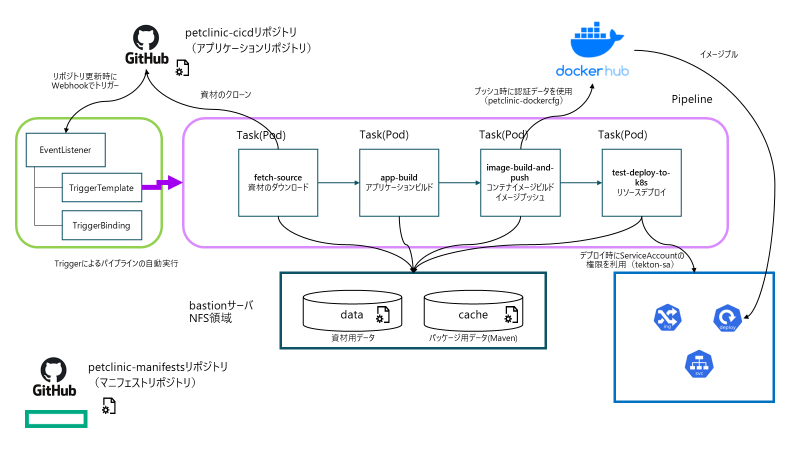 petclinic-cicdリポジトリ
（アプリケーションリポジトリ）
GitHub
リポジトリ更新時に
Webhookでトリガー
資材のクローン
dockerhub
イメージプル
プッシュ時に認証データを使用
（petclinic-dockercfg）
Pipeline
EventListener
TriggerTemplate
TriggerBinding
Triggerによるパイプラインの自動実行
Task(Pod)
fetch-source
資材のダウンロード
Task(Pod)
app-build
アプリケーションビルド
Task(Pod)
image-build-and-
push
コンテナイメージビルド
イメージプッシュ
Task(Pod)
test-deploy-to-
k8s
リソースデプロイ
デプロイ時にServiceAccountの
権限を利用（tekton-sa）
bastionサーバ
NFS領域
data
資材用データ
cache
パッケージ用データ(Maven)
ing
deploy
svc
GitHub
petclinic-manifestsリポジトリ
（マニフェストリポジトリ）